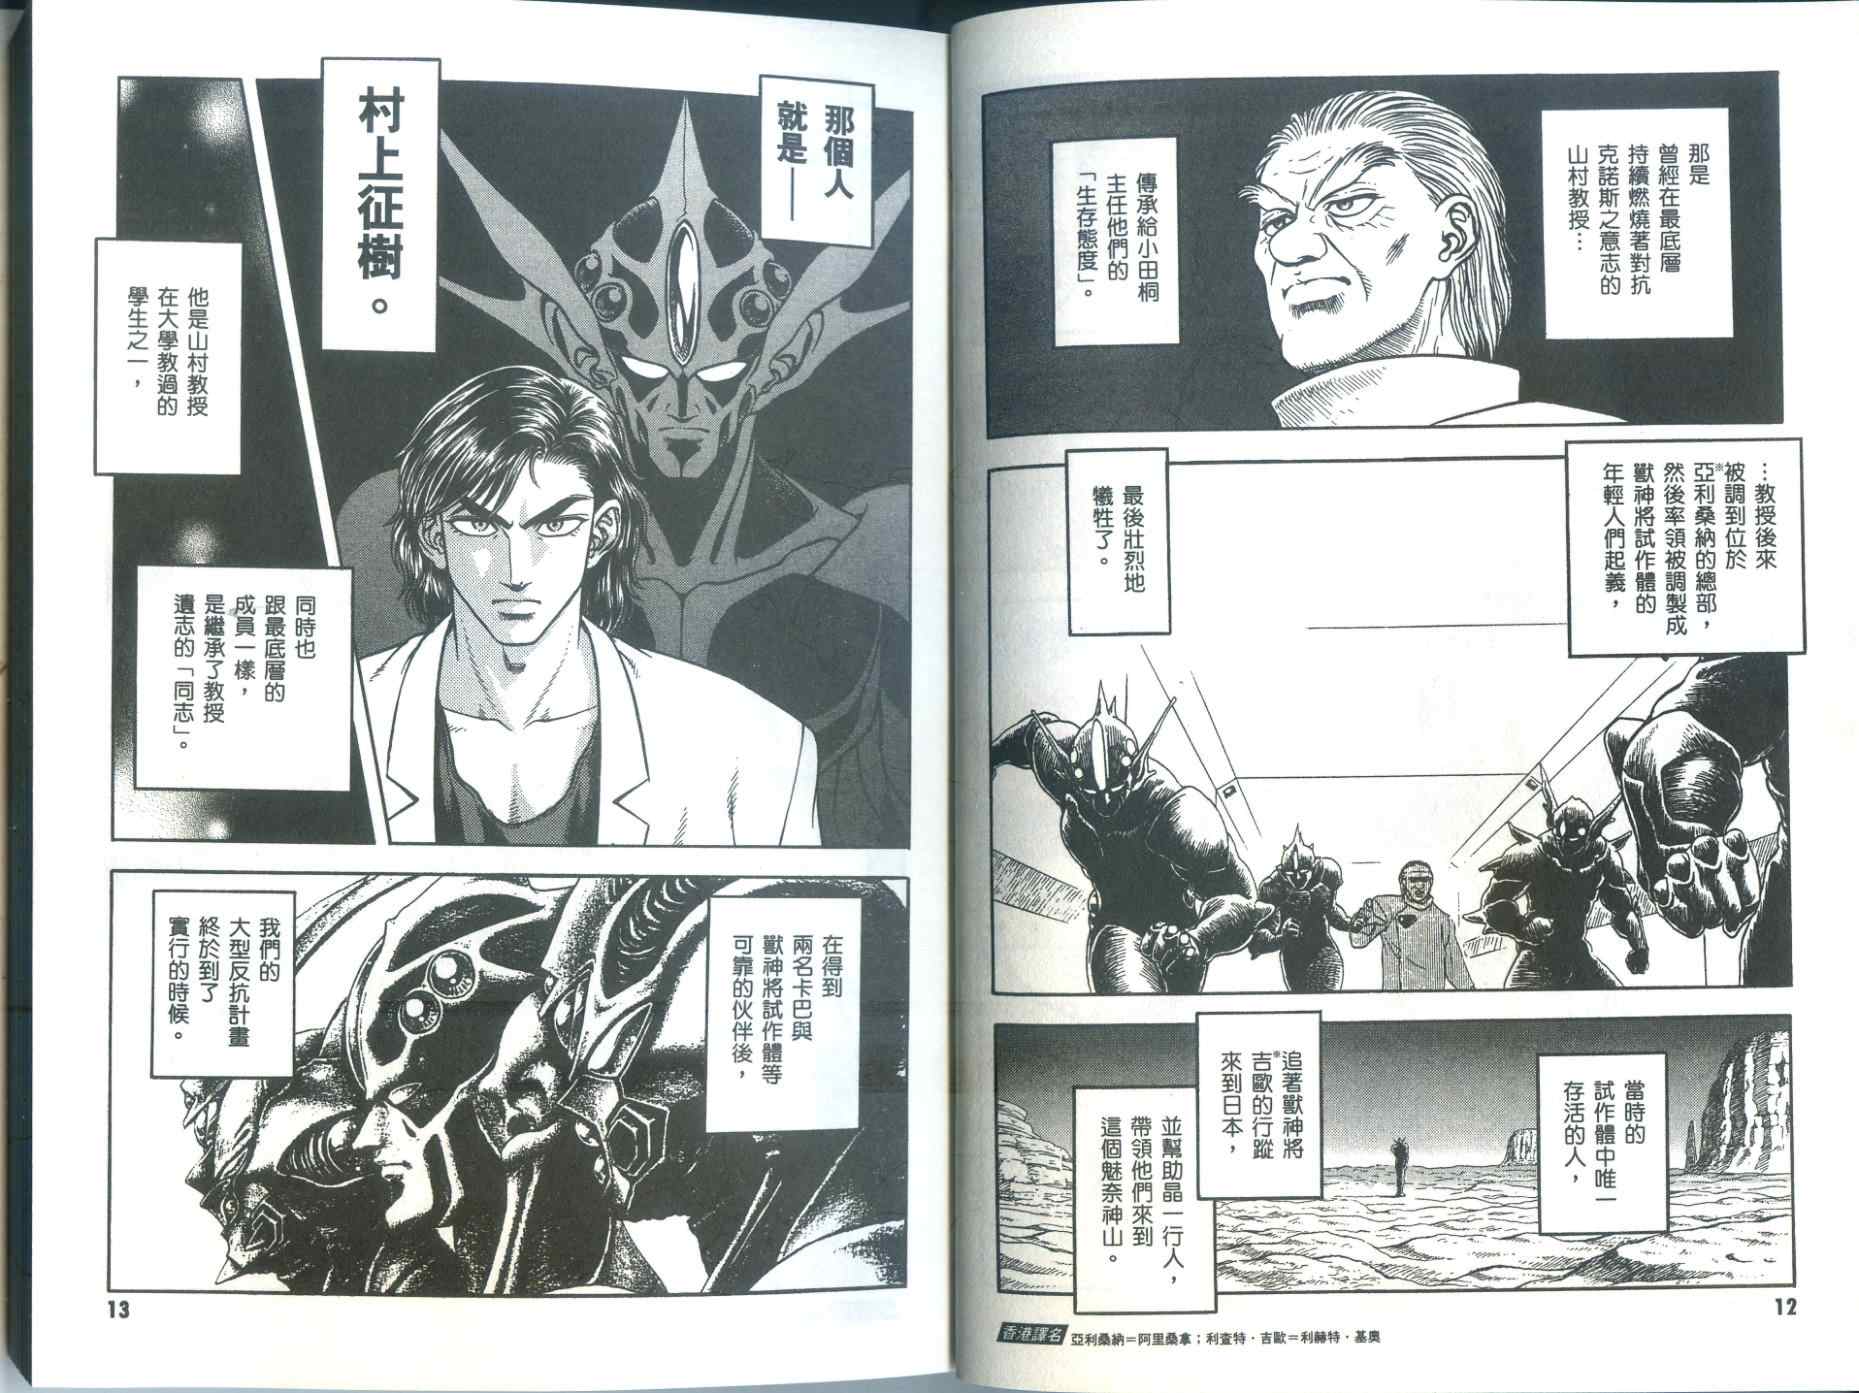 那是
曾經在最底層
持續燃燒著對抗
克諾斯之意志的
山村教授…
傳承給小田桐
主任他們的
「生存態度」。
…教授後來
被調到位於
※亞利桑納的總部，
然後率領被調製成
獸神將試作體的
年輕人們起義，
最後壯烈地
犧牲了。
當時的
試作體中唯一
存活的人，
追著獸神將
※吉歐的行蹤
來到日本，
並幫助晶一行人，
帶領他們來到
這個魅奈神山。
香港譯名 亞利桑納＝阿里桑拿；利查特・吉歐＝利赫特・基奧
12
那個人
就是——
村上征樹。
他是山村教授
在大學教過的
學生之一，
同時也
跟最底層的
成員一樣，
是繼承了教授
遺志的「同志」。
在得到
兩名卡巴與
獸神將試作體等
可靠的伙伴後，
我們的
大型反抗計畫
終於到了
實行的時候。
13